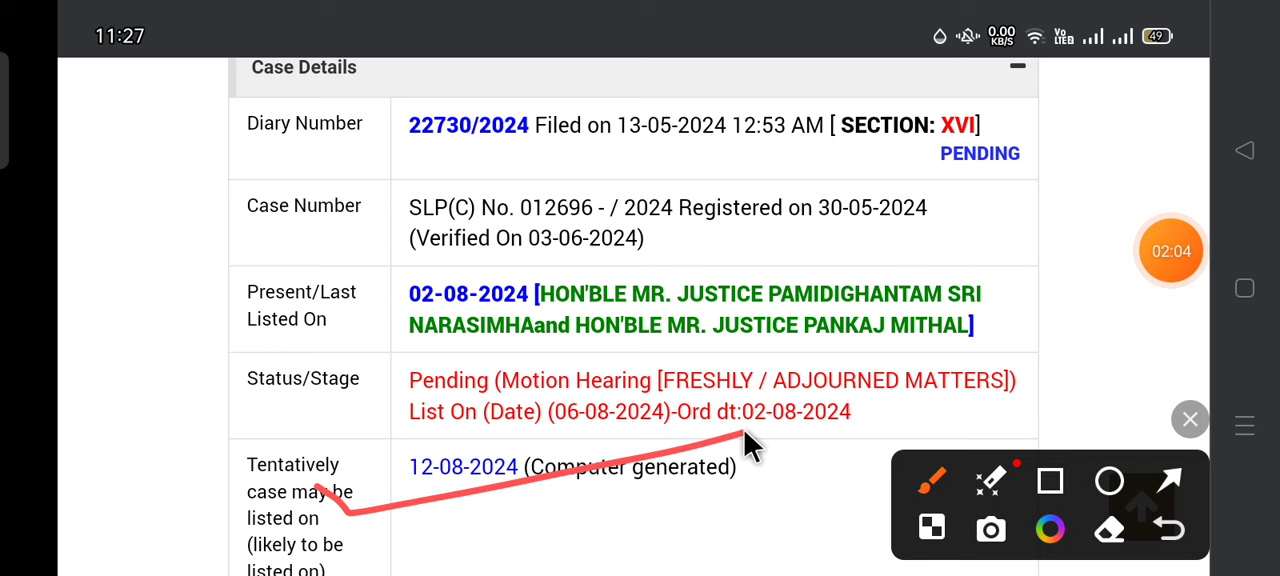 11:27
0.00
KB/S
Vo
LTE2
49
Case Details
Diary Number
22730/2024 Filed on 13-05-2024 12:53 AM [ SECTION: XVI]
PENDING
Case Number
SLP(C) No. 012696 - / 2024 Registered on 30-05-2024
(Verified On 03-06-2024)
02:04
Present/Last
Listed On
02-08-2024 [HON'BLE MR. JUSTICE PAMIDIGHANTAM SRI
NARASIMHAand HON'BLE MR. JUSTICE PANKAJ MITHAL]
Status/Stage
Pending (Motion Hearing [FRESHLY / ADJOURNED MATTERS])
List On (Date) (06-08-2024)-Ord dt:02-08-2024
Tentatively
case may be
listed on
(likely to be
listed on)
12-08-2024 (Computer generated)